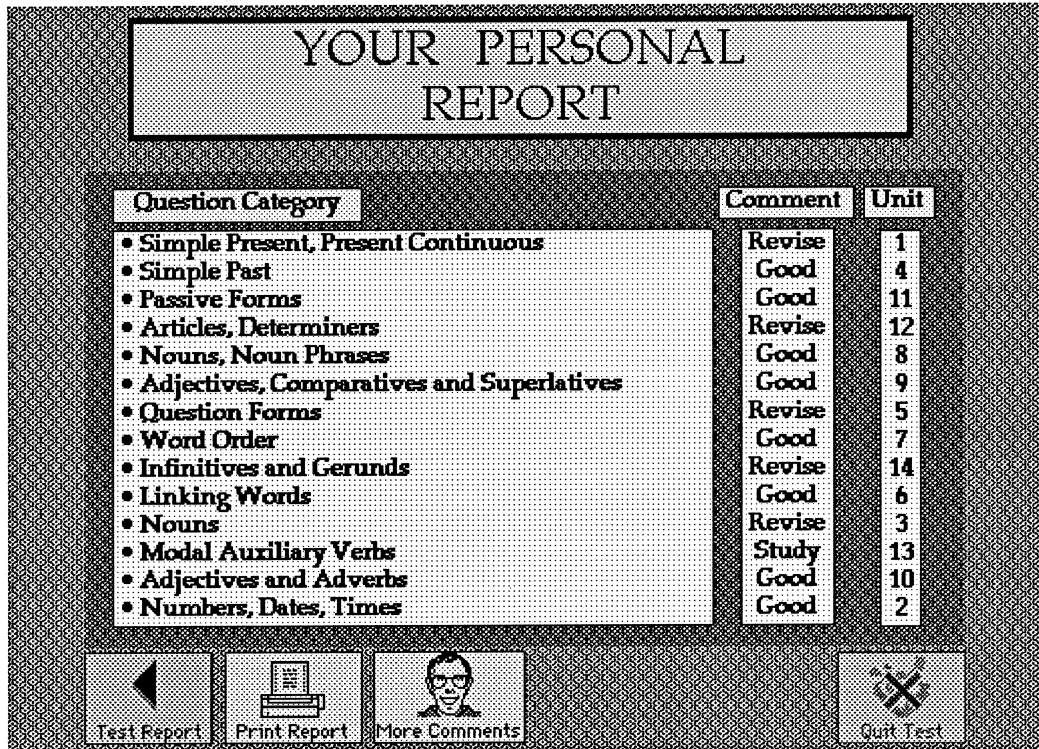 YOUR PERSONAL
REPORT
Question Category Comment Unit
• Simple Present, Present Continuous Revise 1
• Simple Past Good 4
• Passive Forms Good 11
• Articles, Determiners Revise 12
• Nouns, Noun Phrases Good 8
• Adjectives, Comparatives and Superlatives Good 9
• Question Forms Revise 5
• Word Order Good 7
• Infinitives and Gerunds Revise 14
• Linking Words Good 6
• Nouns Revise 3
• Modal Auxiliary Verbs Study 13
• Adjectives and Adverbs Good 10
• Numbers, Dates, Times Good 2
Test Report Print Report More Comments Quit Test